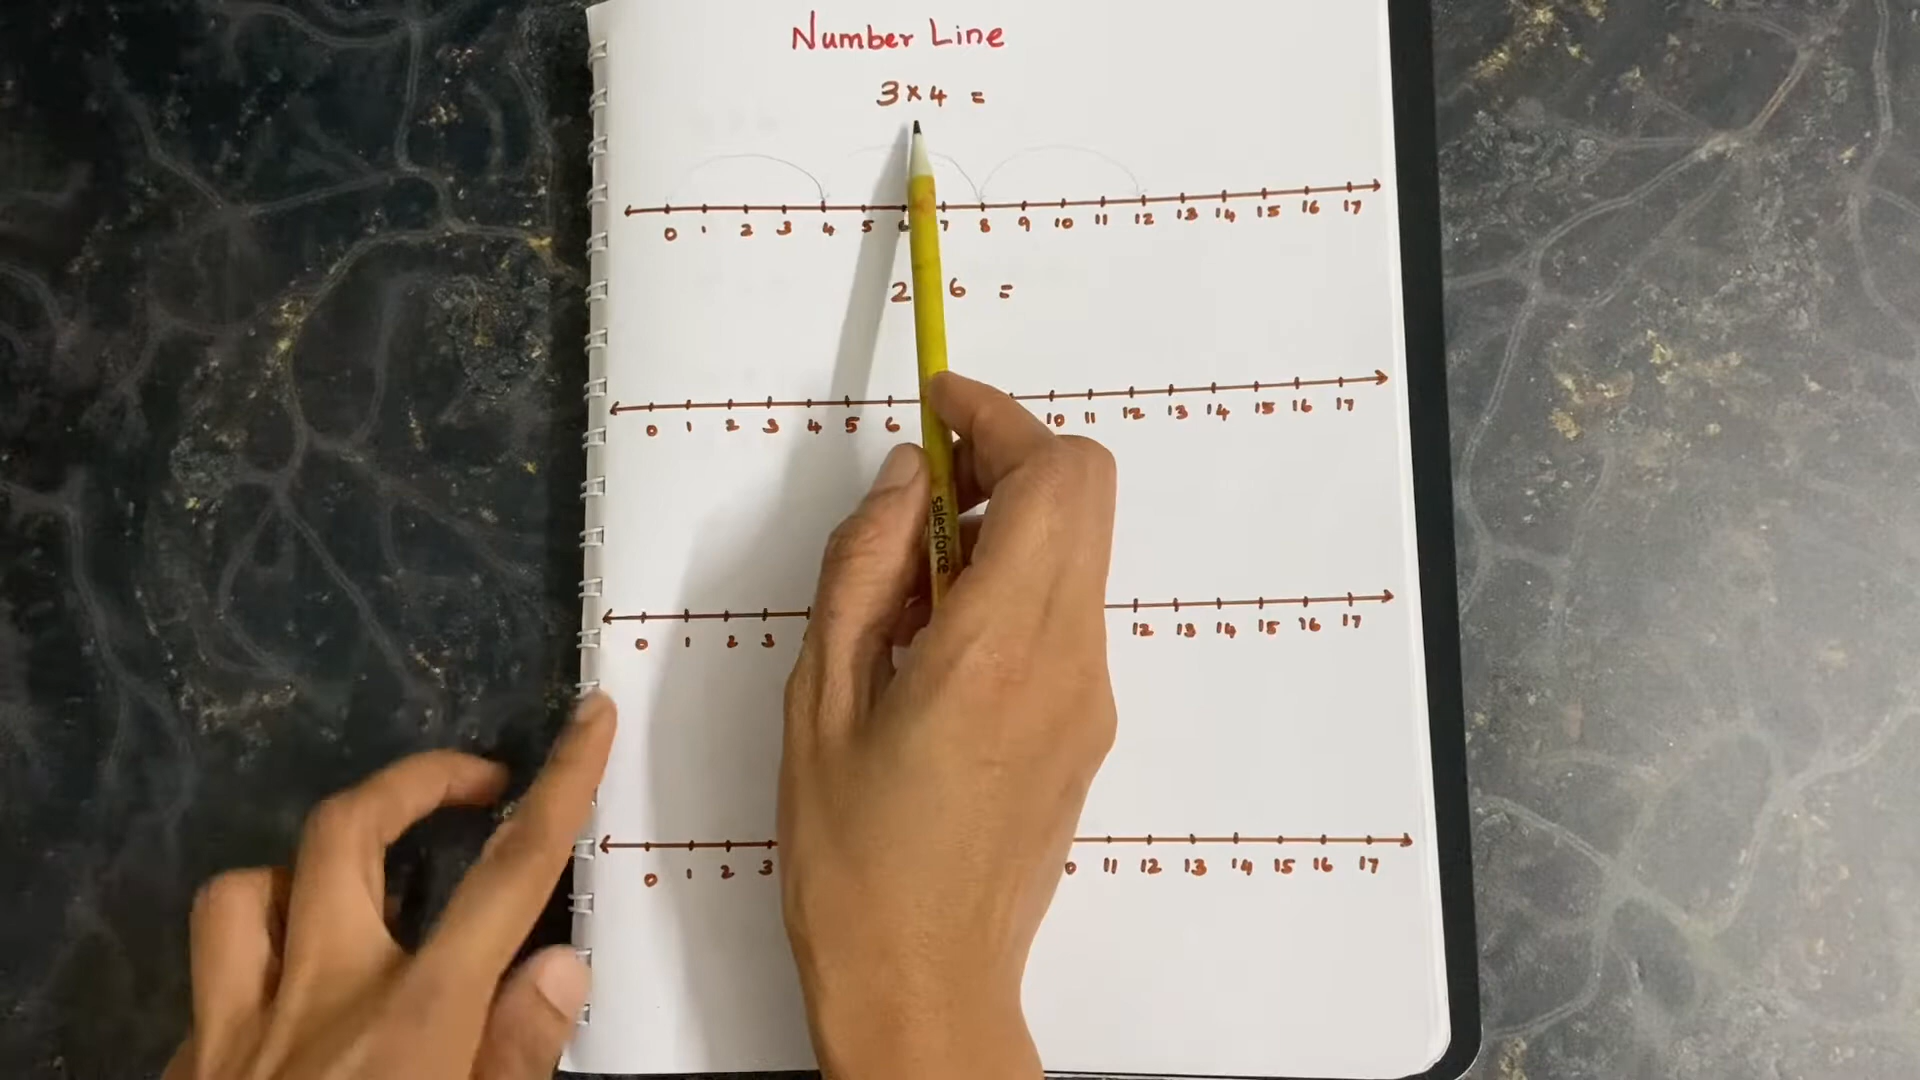 Number Line
3 × 4 =
0 1 2 3 4 5 6 7 8 9 10 11 12 13 14 15 16 17
2 6 =
0 1 2 3 4 5 6 10 11 12 13 14 15 16 17
salesforce
0 1 2 3 12 13 14 15 16 17
0 1 2 3 11 12 13 14 15 16 17